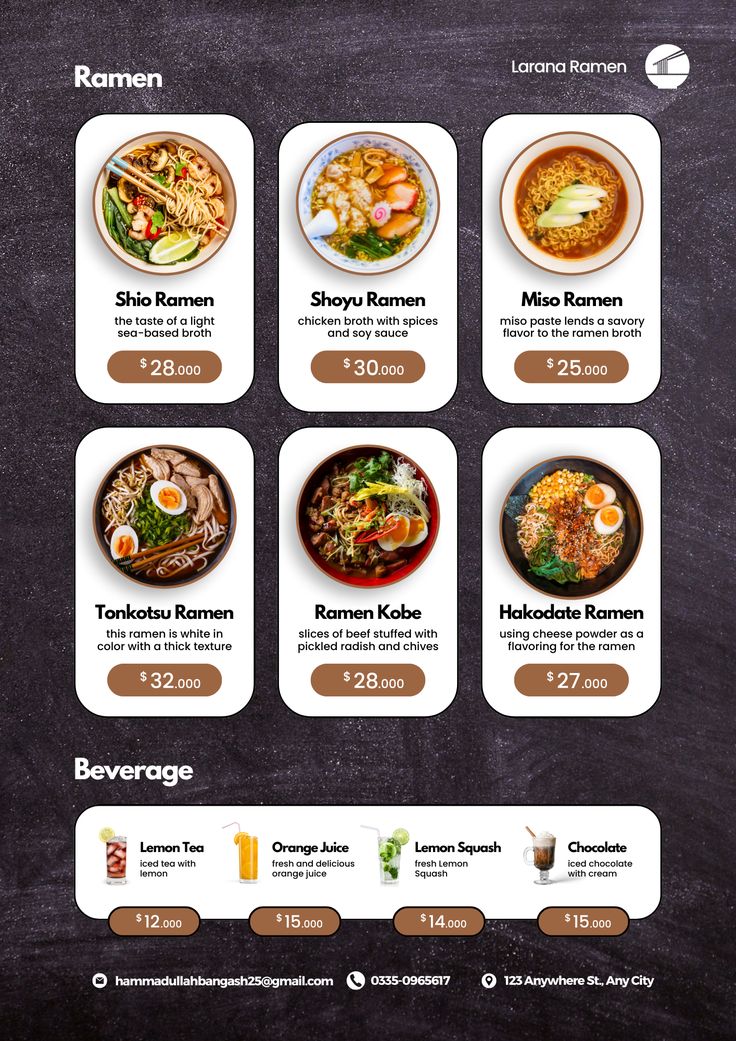 Ramen
Larana Ramen
Shio Ramen
the taste of a light
sea-based broth
$28.000
Shoyu Ramen
chicken broth with spices
and soy sauce
$30.000
Miso Ramen
miso paste lends a savory
flavor to the ramen broth
$25.000
Tonkotsu Ramen
this ramen is white in
color with a thick texture
$32.000
Ramen Kobe
slices of beef stuffed with
pickled radish and chives
$28.000
Hakodate Ramen
using cheese powder as a
flavoring for the ramen
$27.000
Beverage
Lemon Tea
iced tea with
lemon
$12.000
Orange Juice
fresh and delicious
orange juice
$15.000
Lemon Squash
fresh Lemon
Squash
$14.000
Chocolate
iced chocolate
with cream
$15.000
hammadullahbangash25@gmail.com
0335-0965617
123 Anywhere St., Any City